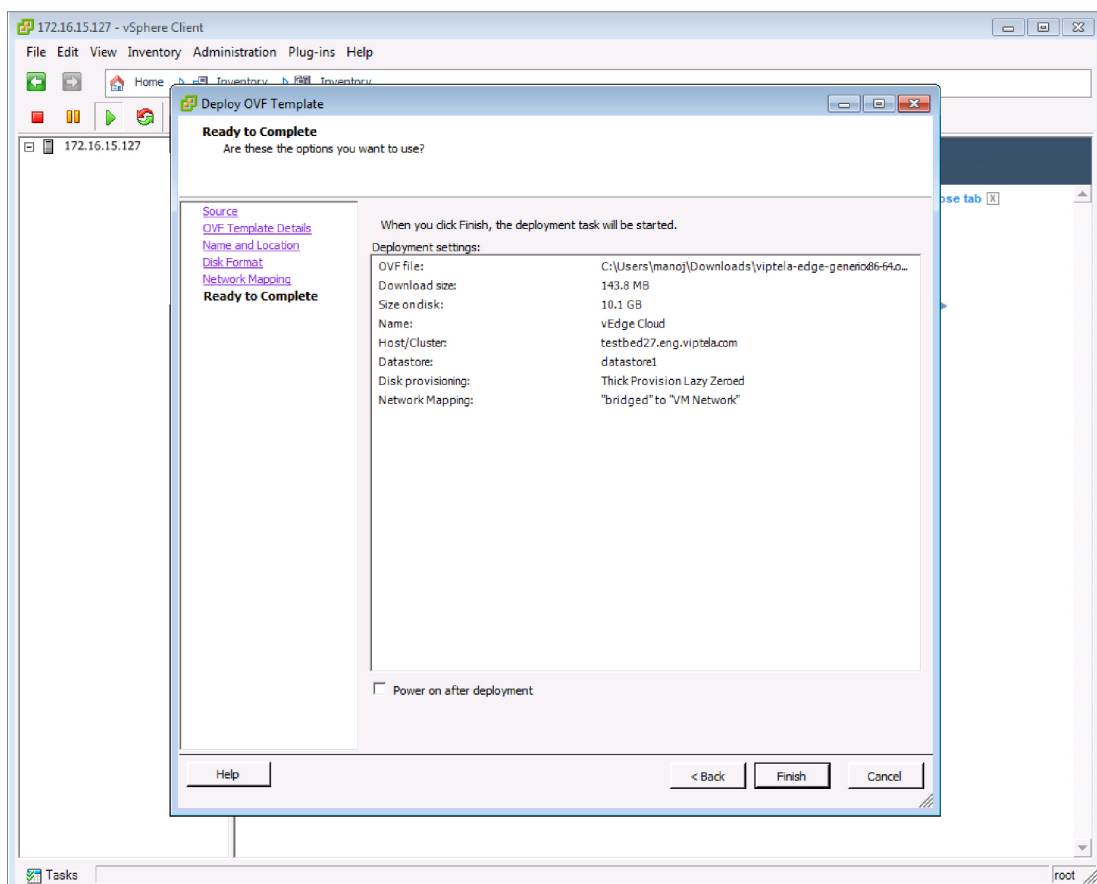 172.16.15.127 - vSphere Client
File Edit View Inventory Administration Plug-ins Help
Home Inventory Inventory
Deploy OVF Template
Ready to Complete
Are these the options you want to use?
172.16.15.127
ose tab X
Source
OVF Template Details
Name and Location
Disk Format
Network Mapping
Ready to Complete
When you click Finish, the deployment task will be started.
Deployment settings:
OVF file: C:\Users\manoj\Downloads\viptela-edge-genericx86-64.o...
Download size: 143.8 MB
Size on disk: 10.1 GB
Name: vEdge Cloud
Host/Cluster: testbed27.eng.viptela.com
Datastore: datastore1
Disk provisioning: Thick Provision Lazy Zeroed
Network Mapping: "bridged" to "VM Network"
Power on after deployment
Help < Back Finish Cancel
Tasks root